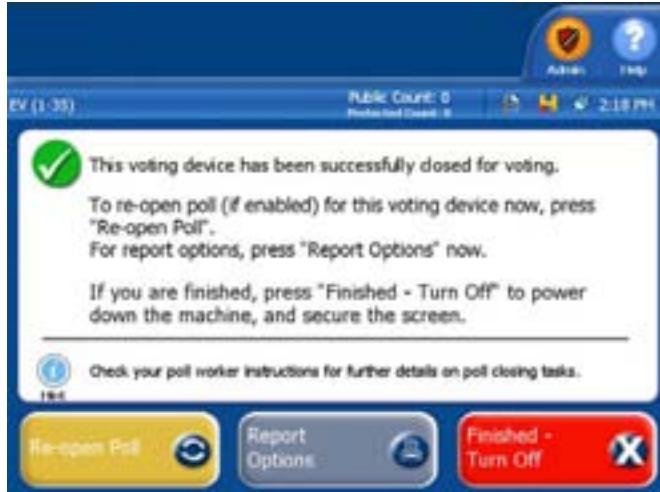 Admin Help
EV (1-35) Public Count: 0 2:18 PM
Protected Count: 0
This voting device has been successfully closed for voting.
To re-open poll (if enabled) for this voting device now, press
"Re-open Poll".
For report options, press "Report Options" now.
If you are finished, press "Finished - Turn Off" to power
down the machine, and secure the screen.
Hint
Check your poll worker instructions for further details on poll closing tasks.
Re-open Poll
Report
Options
Finished -
Turn Off